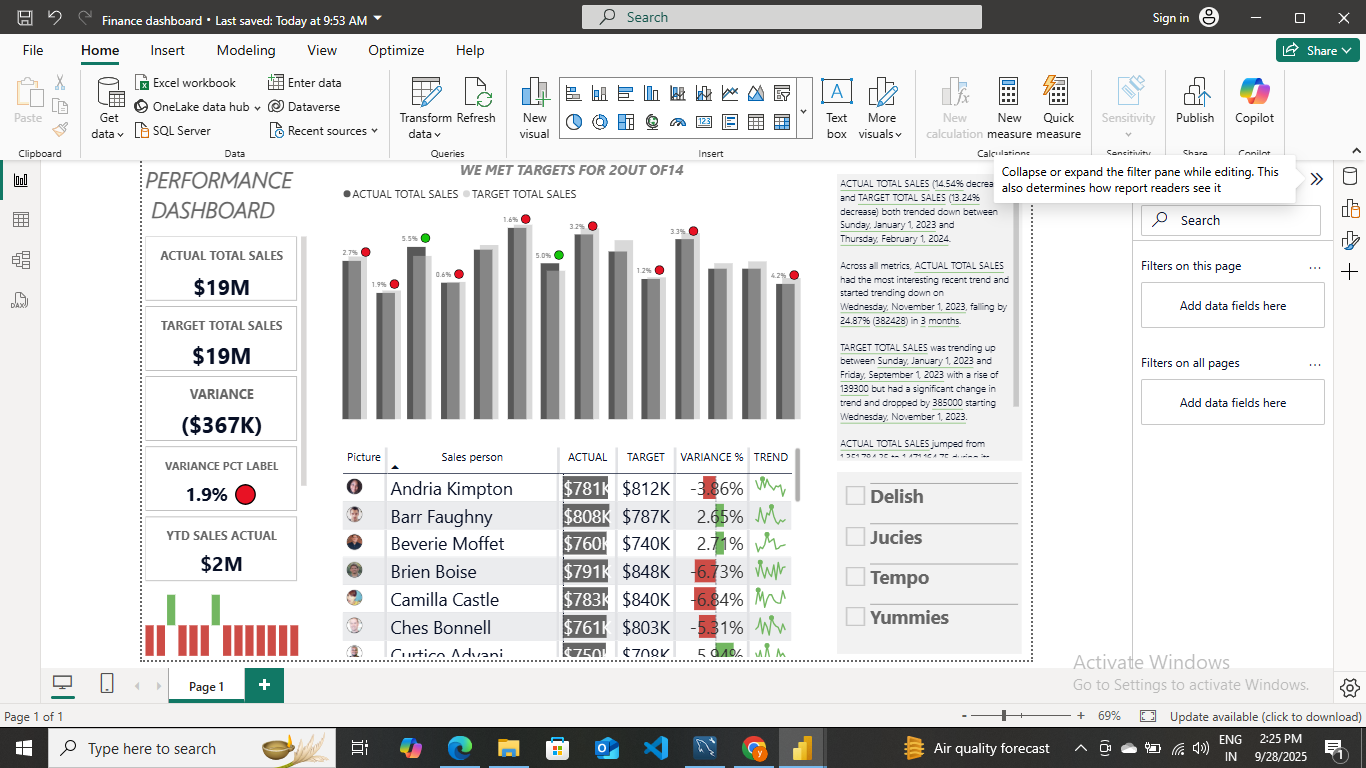 Finance dashboard • Last saved: Today at 9:53 AM
Search
Sign in
File Home Insert Modeling View Optimize Help
Share
Paste
Get data
Excel workbook
OneLake data hub
SQL Server
Enter data
Dataverse
Recent sources
Transform data
Refresh
New visual
Text box
More visuals
New calculation
New measure
Quick measure
Sensitivity
Publish
Copilot
Clipboard
Data
Queries
Insert
Calculations
Sensitivity
Share
Copilot
Collapse or expand the filter pane while editing. This
also determines how report readers see it
PERFORMANCE
DASHBOARD
ACTUAL TOTAL SALES
$19M
TARGET TOTAL SALES
$19M
VARIANCE
($367K)
VARIANCE PCT LABEL
1.9%
YTD SALES ACTUAL
$2M
WE MET TARGETS FOR 2OUT OF14
ACTUAL TOTAL SALES TARGET TOTAL SALES
2.7%
1.9%
5.5%
0.6%
1.6%
5.0%
3.2%
1.2%
3.3%
4.2%
Picture Sales person ACTUAL TARGET VARIANCE % TREND
Andria Kimpton $781K $812K -3.86%
Barr Faughny $808K $787K 2.65%
Beverie Moffet $760K $740K 2.71%
Brien Boise $791K $848K -6.73%
Camilla Castle $783K $840K -6.84%
Ches Bonnell $761K $803K -5.31%
Curtice Advani $750K $708K 5.94%
ACTUAL TOTAL SALES (14.54% decrea
and TARGET TOTAL SALES (13.24%
decrease) both trended down between
Sunday, January 1, 2023 and
Thursday, February 1, 2024.
Across all metrics, ACTUAL TOTAL SALES
had the most interesting recent trend and
started trending down on
Wednesday, November 1, 2023, falling by
24.87% (382428) in 3 months.
TARGET TOTAL SALES was trending up
between Sunday, January 1, 2023 and
Friday, September 1, 2023 with a rise of
139300 but had a significant change in
trend and dropped by 385000 starting
Wednesday, November 1, 2023.
ACTUAL TOTAL SALES jumped from
Delish
Jucies
Tempo
Yummies
Search
Filters on this page ...
Add data fields here
Filters on all pages ...
Add data fields here
Activate Windows
Go to Settings to activate Windows.
Page 1
Page 1 of 1
- + 69%
Update available (click to download)
Type here to search
Air quality forecast
ENG
IN
2:25 PM
9/28/2025
1